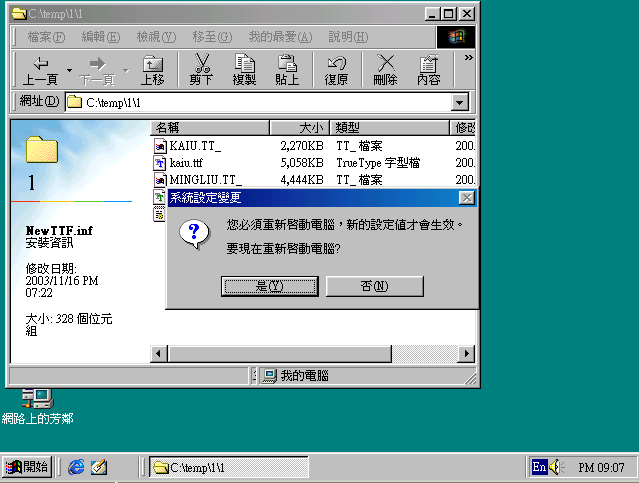 C:\temp\1\1
檔案(F) 編輯(E) 檢視(V) 移至(G) 我的最愛(A) 說明(H)
上一頁 下一頁 上移 剪下 複製 貼上 復原 刪除 內容 »
網址(D) C:\temp\1\1
名稱 大小 類型 修改
KAIU.TT_ 2,270KB TT_ 檔案 200
kaiu.ttf 5,058KB TrueType 字型檔 200
MINGLIU.TT_ 4,444KB TT_ 檔案 200
1
NewTTF.inf
安裝資訊
修改日期:
2003/11/16 PM
07:22
大小: 328 個位元
組
系統設定變更
您必須重新啓動電腦，新的設定值才會生效。
要現在重新啓動電腦?
是(Y) 否(N)
我的電腦
網路上的芳鄰
開始 C:\temp\1\1 En PM 09:07